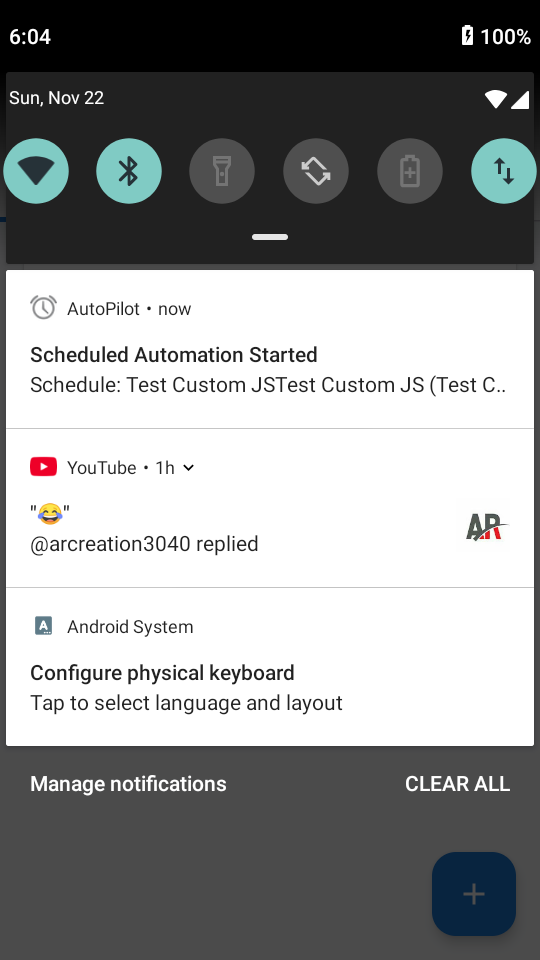 6:04
100%
Sun, Nov 22
AutoPilot • now
Scheduled Automation Started
Schedule: Test Custom JSTest Custom JS (Test C..
YouTube • 1h
"😂"
@arcreation3040 replied
AR
A
Android System
Configure physical keyboard
Tap to select language and layout
Manage notifications
CLEAR ALL